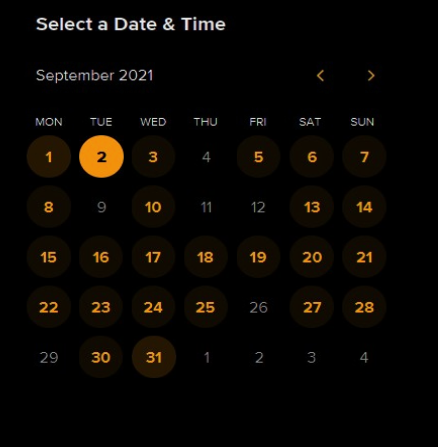 Select a Date & Time
September 2021
MON TUE WED THU FRI SAT SUN
1 2 3 4 5 6 7
8 9 10 11 12 13 14
15 16 17 18 19 20 21
22 23 24 25 26 27 28
29 30 31 1 2 3 4